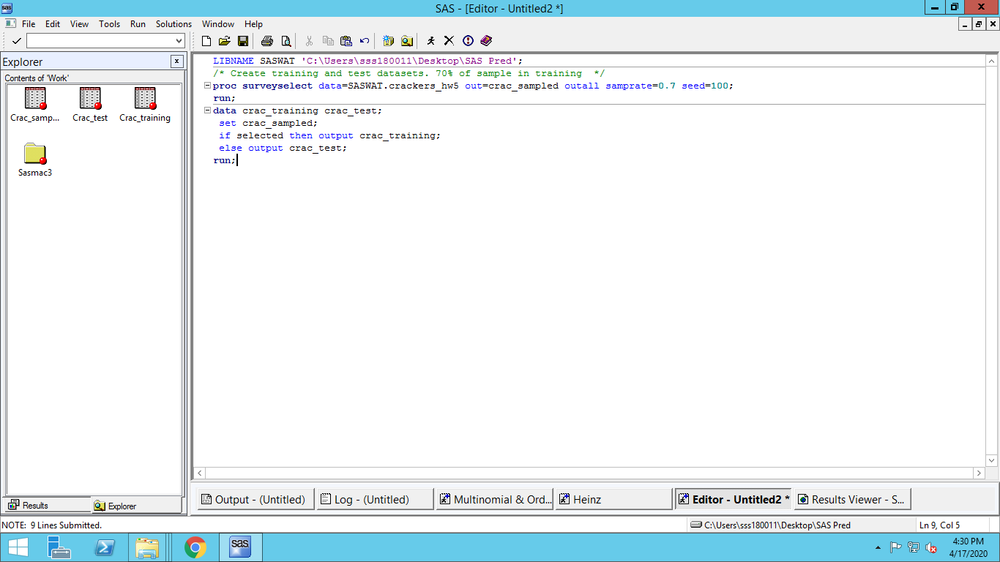 SAS - [Editor - Untitled2 *]
File Edit View Tools Run Solutions Window Help
Explorer
Contents of 'Work'
Crac_samp... Crac_test Crac_training
Sasmac3
LIBNAME SASWAT 'C:\Users\sss180011\Desktop\SAS Pred';
/* Create training and test datasets. 70% of sample in training  */
proc surveyselect data=SASWAT.crackers_hw5 out=crac_sampled outall samprate=0.7 seed=100;
run;
data crac_training crac_test;
 set crac_sampled;
 if selected then output crac_training;
 else output crac_test;
run;
Results Explorer
Output - (Untitled) Log - (Untitled) Multinomial & Ord... Heinz Editor - Untitled2 * Results Viewer - S...
NOTE:  9 Lines Submitted. C:\Users\sss180011\Desktop\SAS Pred Ln 9, Col 5
sas
4:30 PM
4/17/2020